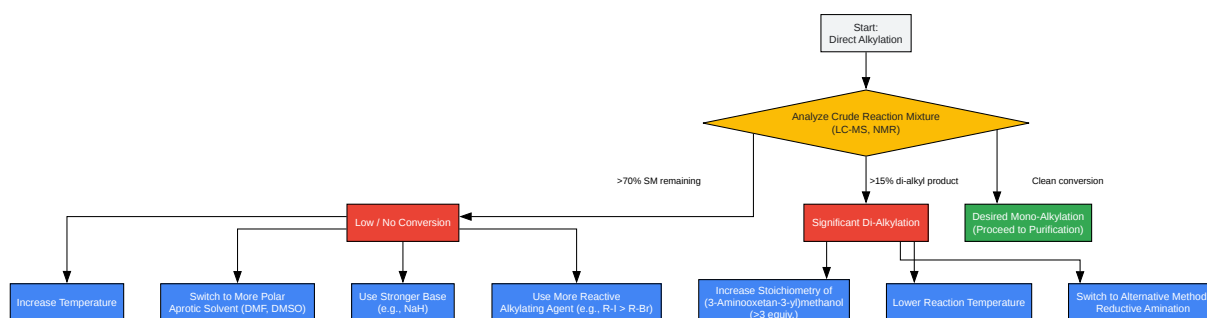 Start:
Direct Alkylation
Analyze Crude Reaction Mixture
(LC-MS, NMR)
>70% SM remaining
>15% di-alkyl product
Clean conversion
Low / No Conversion
Significant Di-Alkylation
Desired Mono-Alkylation
(Proceed to Purification)
Increase Temperature
Switch to More Polar
Aprotic Solvent (DMF, DMSO)
Use Stronger Base
(e.g., NaH)
Use More Reactive
Alkylating Agent (e.g., R-I > R-Br)
Increase Stoichiometry of
(3-Aminooxetan-3-yl)methanol
(>3 equiv.)
Lower Reaction Temperature
Switch to Alternative Method
Reductive Amination